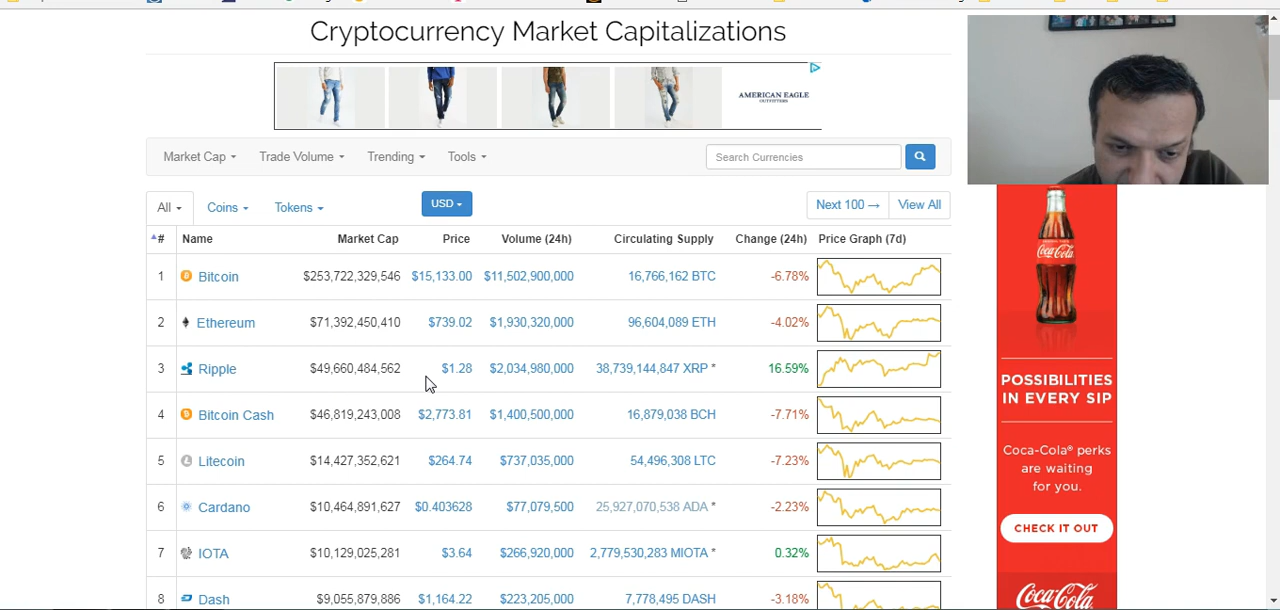 Cryptocurrency Market Capitalizations
AMERICAN EAGLE
OUTFITTERS
Market Cap Trade Volume Trending Tools Search Currencies
All Coins Tokens USD Next 100 → View All
# Name Market Cap Price Volume (24h) Circulating Supply Change (24h) Price Graph (7d)
1 Bitcoin $253,722,329,546 $15,133.00 $11,502,900,000 16,766,162 BTC -6.78%
2 Ethereum $71,392,450,410 $739.02 $1,930,320,000 96,604,089 ETH -4.02%
3 Ripple $49,660,484,562 $1.28 $2,034,980,000 38,739,144,847 XRP * 16.59%
4 Bitcoin Cash $46,819,243,008 $2,773.81 $1,400,500,000 16,879,038 BCH -7.71%
5 Litecoin $14,427,352,621 $264.74 $737,035,000 54,496,308 LTC -7.23%
6 Cardano $10,464,891,627 $0.403628 $77,079,500 25,927,070,538 ADA * -2.23%
7 IOTA $10,129,025,281 $3.64 $266,920,000 2,779,530,283 MIOTA * 0.32%
8 Dash $1,164.22 $223,205,000 7,778,495 DASH -3.18%
Coca-Cola
POSSIBILITIES
IN EVERY SIP
Coca-Cola® perks
are waiting
for you.
CHECK IT OUT
Coca-Cola